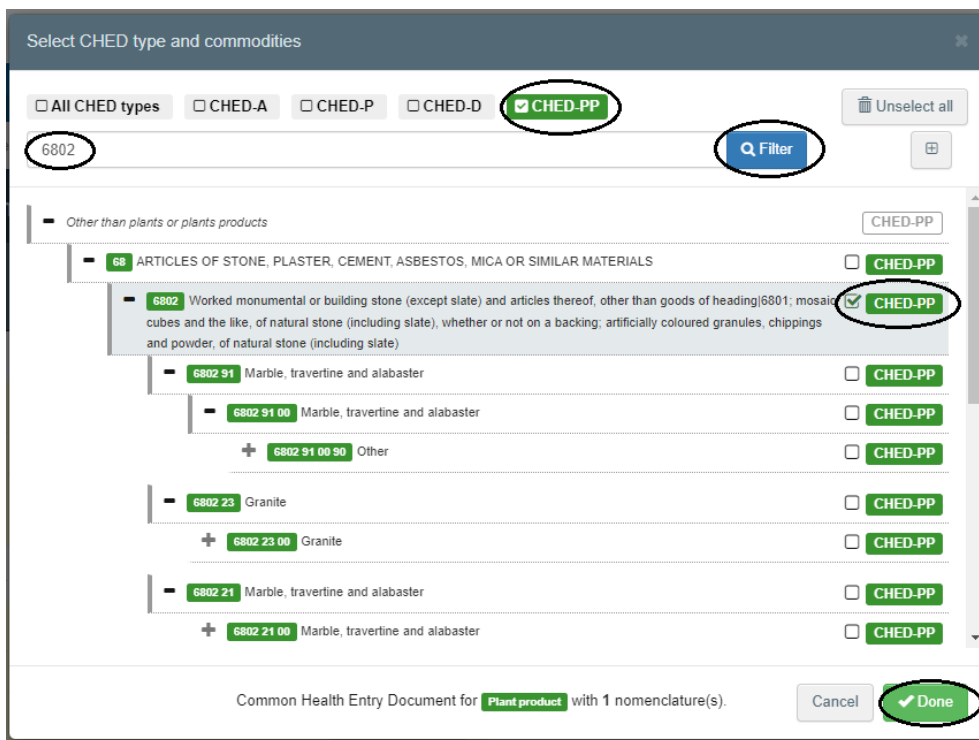 Select CHED type and commodities
All CHED types CHED-A CHED-P CHED-D CHED-PP Unselect all
6802 Filter
Other than plants or plants products CHED-PP
68 ARTICLES OF STONE, PLASTER, CEMENT, ASBESTOS, MICA OR SIMILAR MATERIALS CHED-PP
6802 Worked monumental or building stone (except slate) and articles thereof, other than goods of heading|6801; mosaic CHED-PP
cubes and the like, of natural stone (including slate), whether or not on a backing; artificially coloured granules, chippings
and powder, of natural stone (including slate)
6802 91 Marble, travertine and alabaster CHED-PP
6802 91 00 Marble, travertine and alabaster CHED-PP
6802 91 00 90 Other CHED-PP
6802 23 Granite CHED-PP
6802 23 00 Granite CHED-PP
6802 21 Marble, travertine and alabaster CHED-PP
6802 21 00 Marble, travertine and alabaster CHED-PP
Common Health Entry Document for Plant product with 1 nomenclature(s). Cancel Done